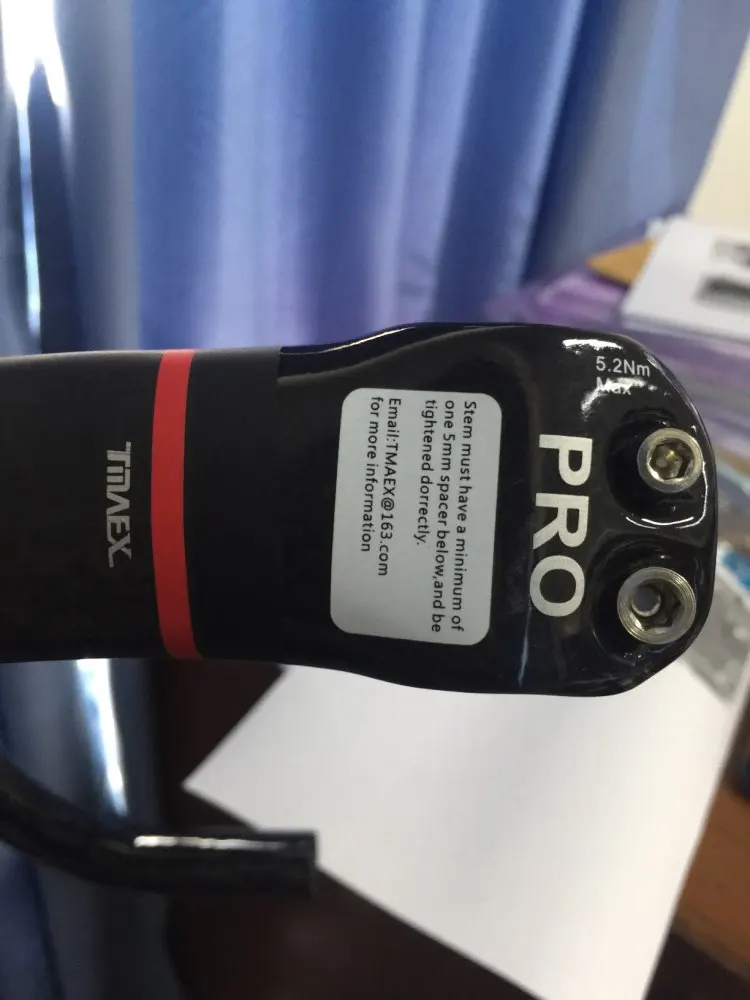 5.2Nm
Max
PRO
Stem must have a minimum of
one 5mm spacer below,and be
tightened dorrectly.
Email:TMAEX@163.com
for more information
TMAEX